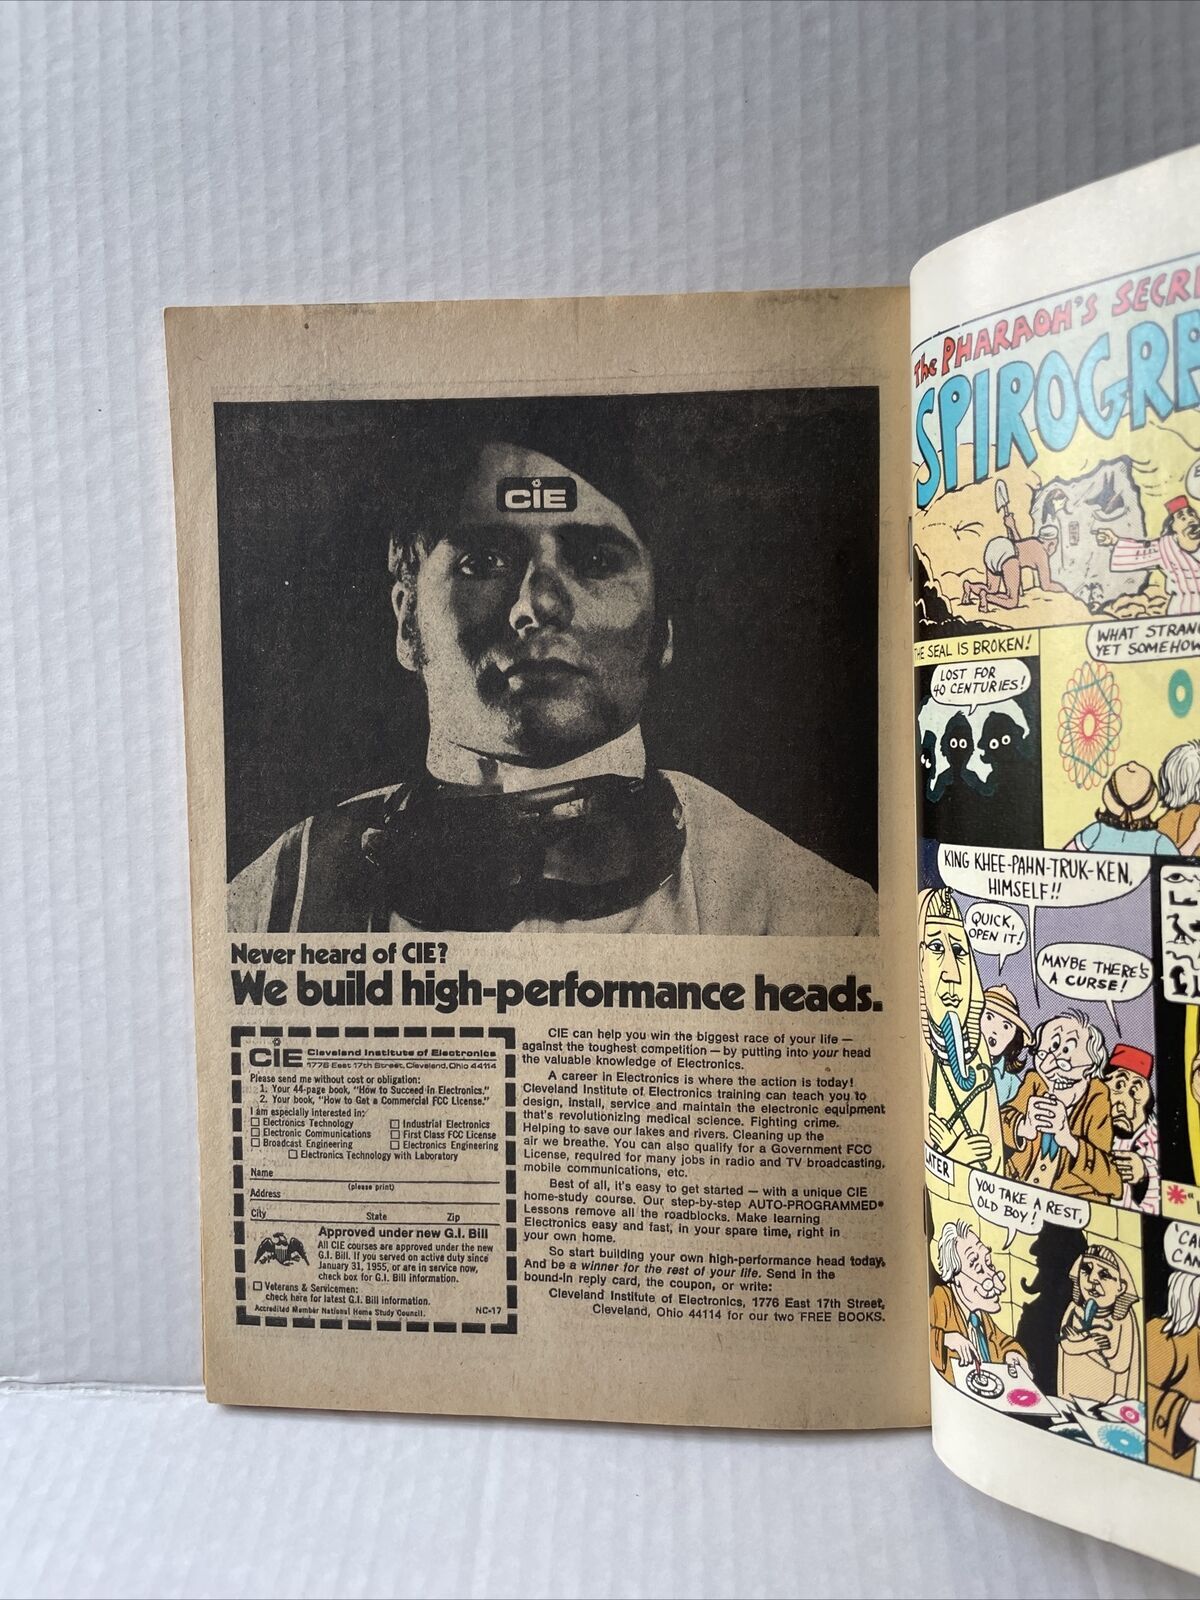 CIE
Never heard of CIE?
We build high-performance heads.
CIE Cleveland Institute of Electronics
1776 East 17th Street, Cleveland, Ohio 44114
Please send me without cost or obligation:
1. Your 44-page book, "How to Succeed in Electronics."
2. Your book, "How to Get a Commercial FCC License."
I am especially interested in:
Electronics Technology
Industrial Electronics
Electronic Communications
First Class FCC License
Broadcast Engineering
Electronics Engineering
Electronics Technology with Laboratory
Name
(please print)
Address
City State Zip
Approved under new G.I. Bill
All CIE courses are approved under the new
G.I. Bill. If you served on active duty since
January 31, 1955, or are in service now,
check box for G.I. Bill information.
Veterans & Servicemen:
check here for latest G.I. Bill information.
Accredited Member National Home Study Council. NC-17
CIE can help you win the biggest race of your life —
against the toughest competition — by putting into your head
the valuable knowledge of Electronics.
A career in Electronics is where the action is today!
Cleveland Institute of Electronics training can teach you to
design, install, service and maintain the electronic equipment
that's revolutionizing medical science. Fighting crime.
Helping to save our lakes and rivers. Cleaning up the
air we breathe. You can also qualify for a Government FCC
License, required for many jobs in radio and TV broadcasting,
mobile communications, etc.
Best of all, it's easy to get started — with a unique CIE
home-study course. Our step-by-step AUTO-PROGRAMMED®
Lessons remove all the roadblocks. Make learning
Electronics easy and fast, in your spare time, right in
your own home.
So start building your own high-performance head today.
And be a winner for the rest of your life. Send in the
bound-in reply card, the coupon, or write:
Cleveland Institute of Electronics, 1776 East 17th Street,
Cleveland, Ohio 44114 for our two FREE BOOKS.
The PHARAOH'S
SPIROGR
THE SEAL IS BROKEN!
LOST FOR
40 CENTURIES!
WHAT
YET SOMEHOW
KING KHEE-PAHN-TRUK-KEN,
HIMSELF!!
QUICK,
OPEN IT!
MAYBE THERE'S
A CURSE!
LATER
YOU TAKE A REST,
OLD BOY!